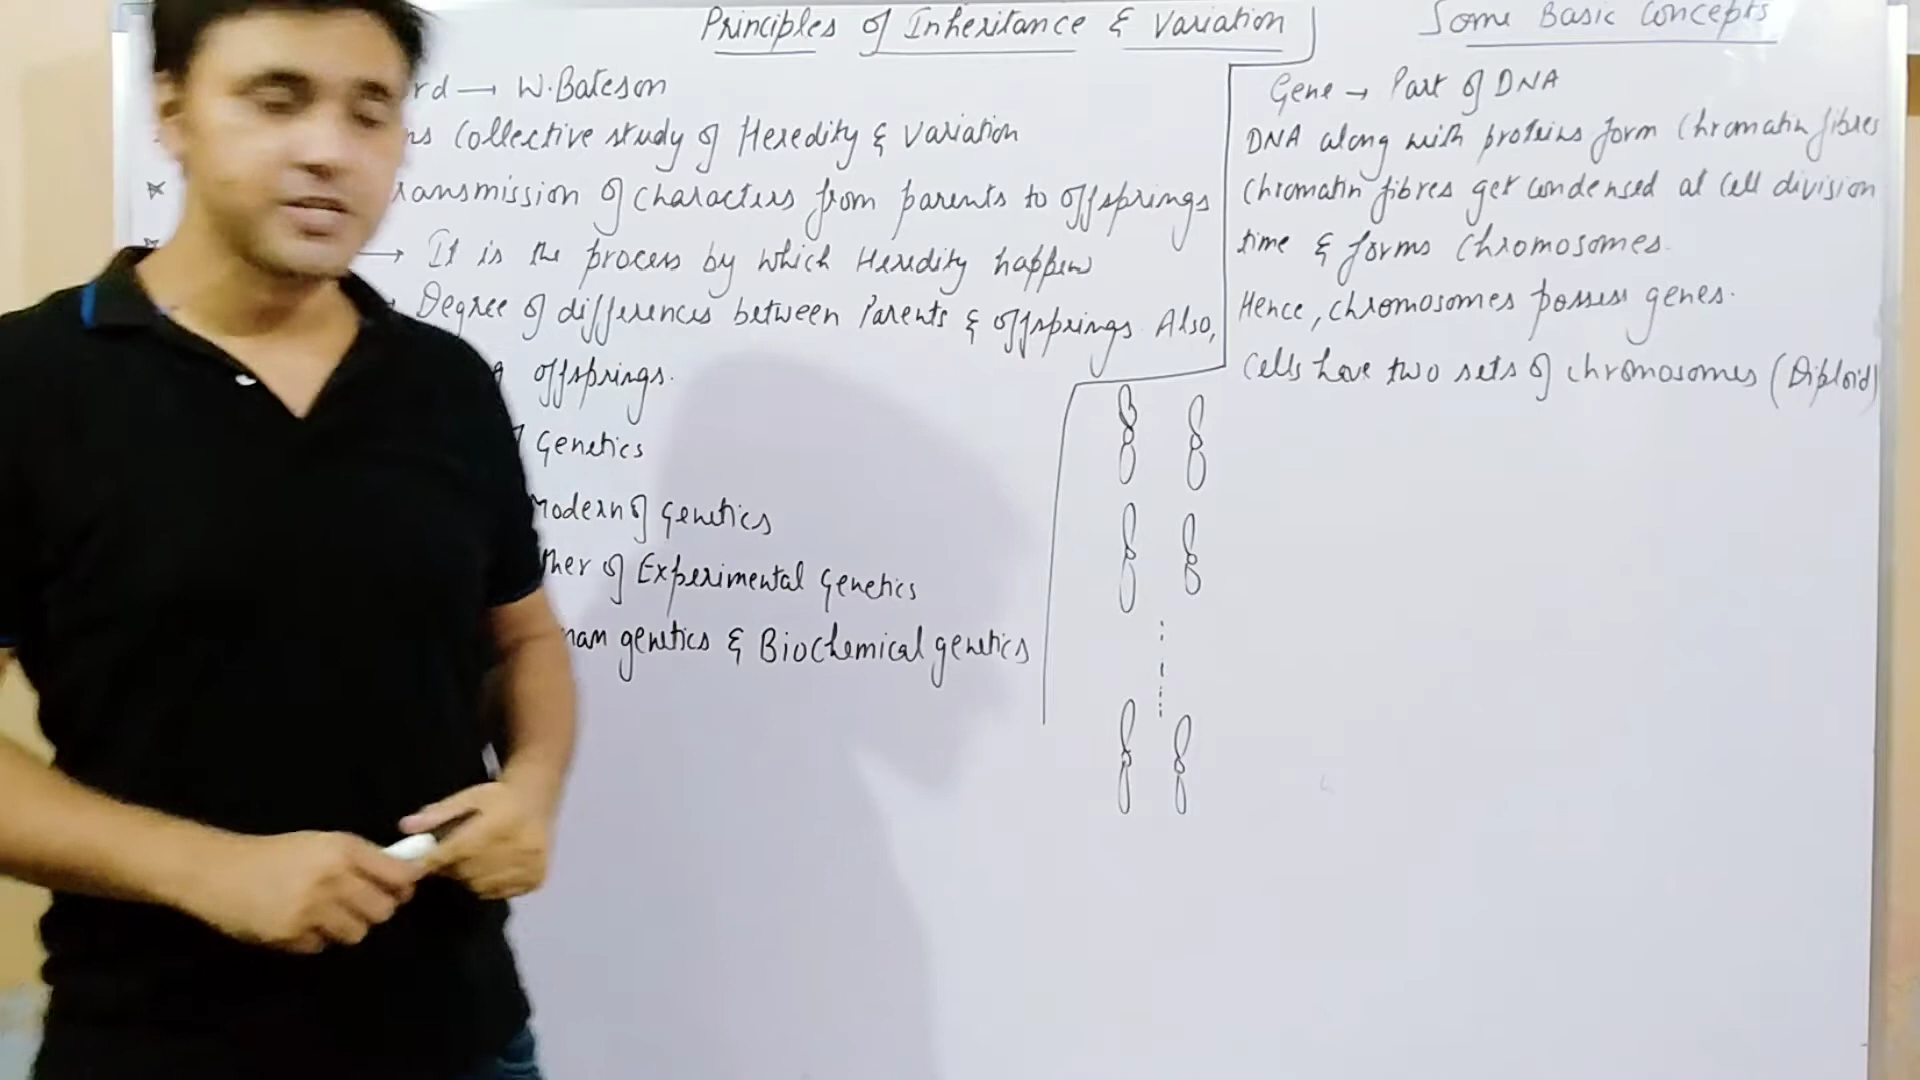 Principles of Inheritance & Variation
rd → W. Bateson
ns Collective study of Heredity & Variation
ransmission of characters from parents to offsprings
→ It is the process by which Heredity happens
Degree of differences between Parents & offsprings. Also,
offsprings.
Genetics
modern of genetics
ther of Experimental Genetics
man genetics & Biochemical genetics
Some Basic Concepts
Gene → Part of DNA
DNA along with proteins form Chromatin fibres
Chromatin fibres get condensed at Cell division
time & forms Chromosomes.
Hence, chromosomes possess genes.
Cells have two sets of chromosomes (Diploid)